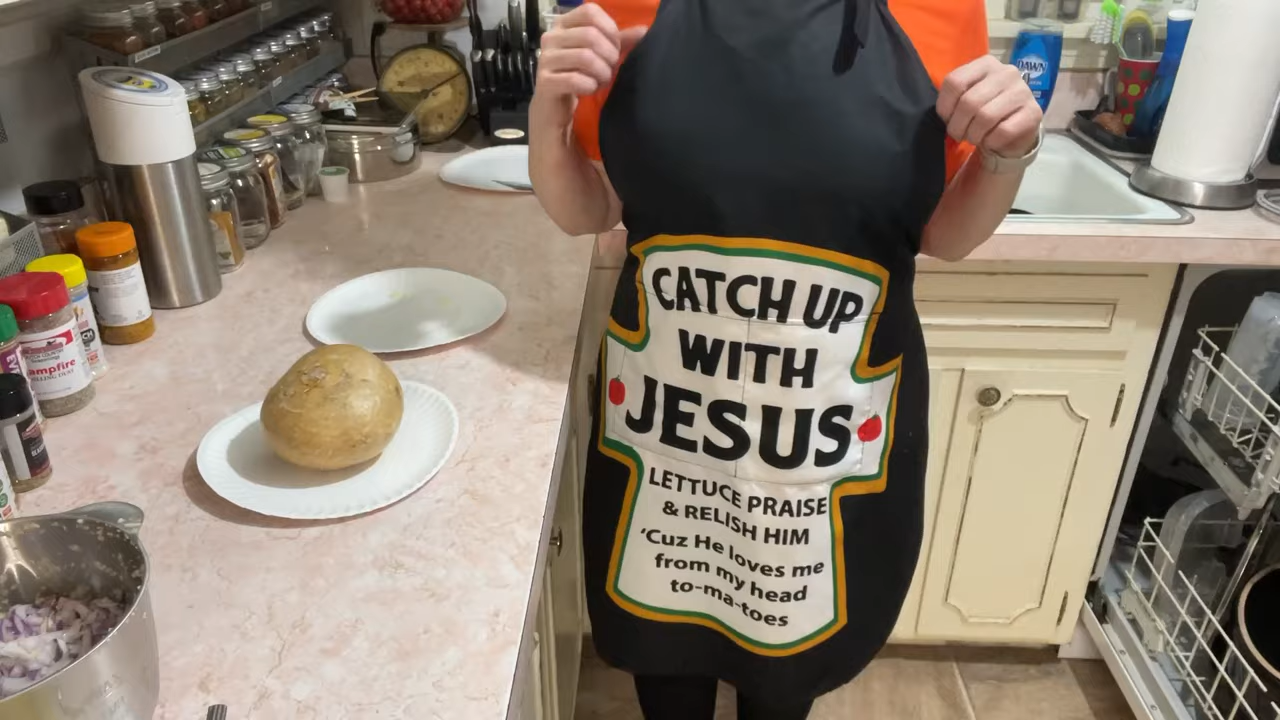 DAWN
CATCH UP
WITH
JESUS
LETTUCE PRAISE
& RELISH HIM
'Cuz He loves me
from my head
to-ma-toes